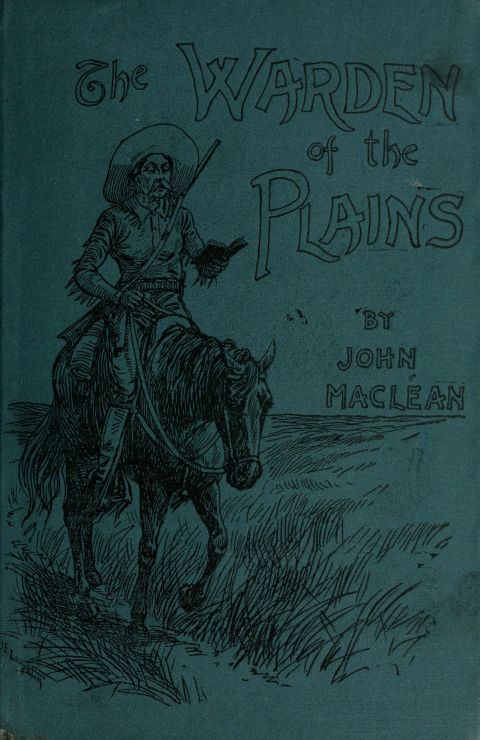 The WARDEN
of the
PLAINS
BY
JOHN
MACLEAN